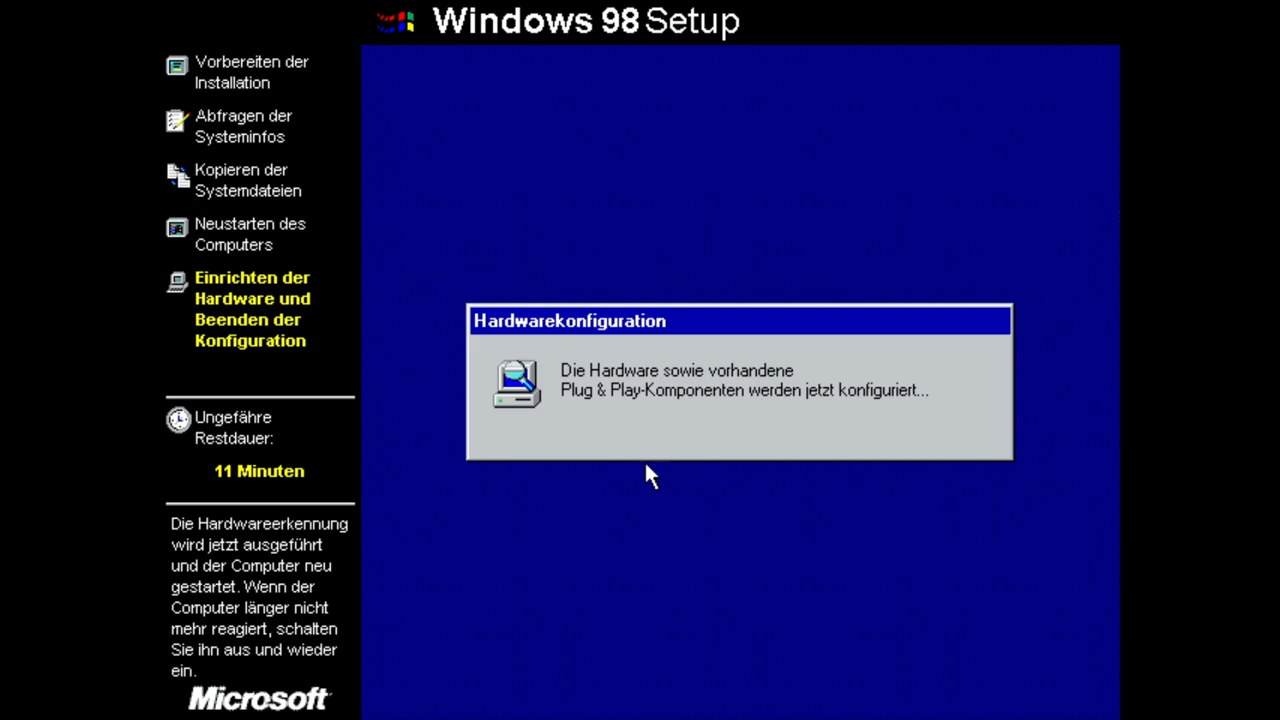 Windows 98 Setup
Vorbereiten der
Installation
Abfragen der
Systeminfos
Kopieren der
Systemdateien
Neustarten des
Computers
Einrichten der
Hardware und
Beenden der
Konfiguration
Ungefähre
Restdauer:
11 Minuten
Die Hardwareerkennung
wird jetzt ausgeführt
und der Computer neu
gestartet. Wenn der
Computer länger nicht
mehr reagiert, schalten
Sie ihn aus und wieder
ein.
Microsoft
Hardwarekonfiguration
Die Hardware sowie vorhandene
Plug & Play-Komponenten werden jetzt konfiguriert...